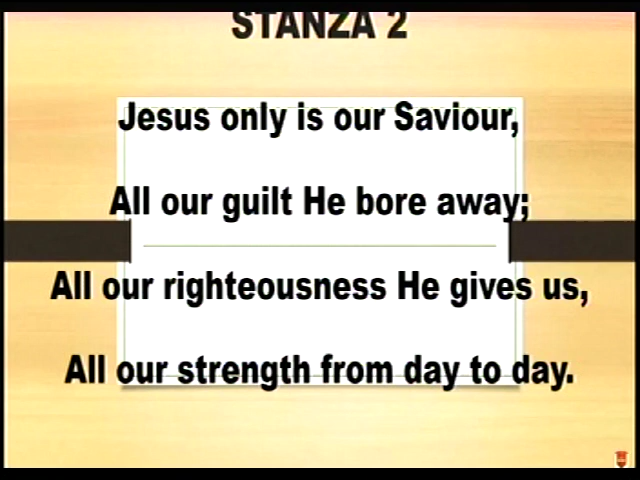 STANZA 2
Jesus only is our Saviour,
All our guilt He bore away;
All our righteousness He gives us,
All our strength from day to day.